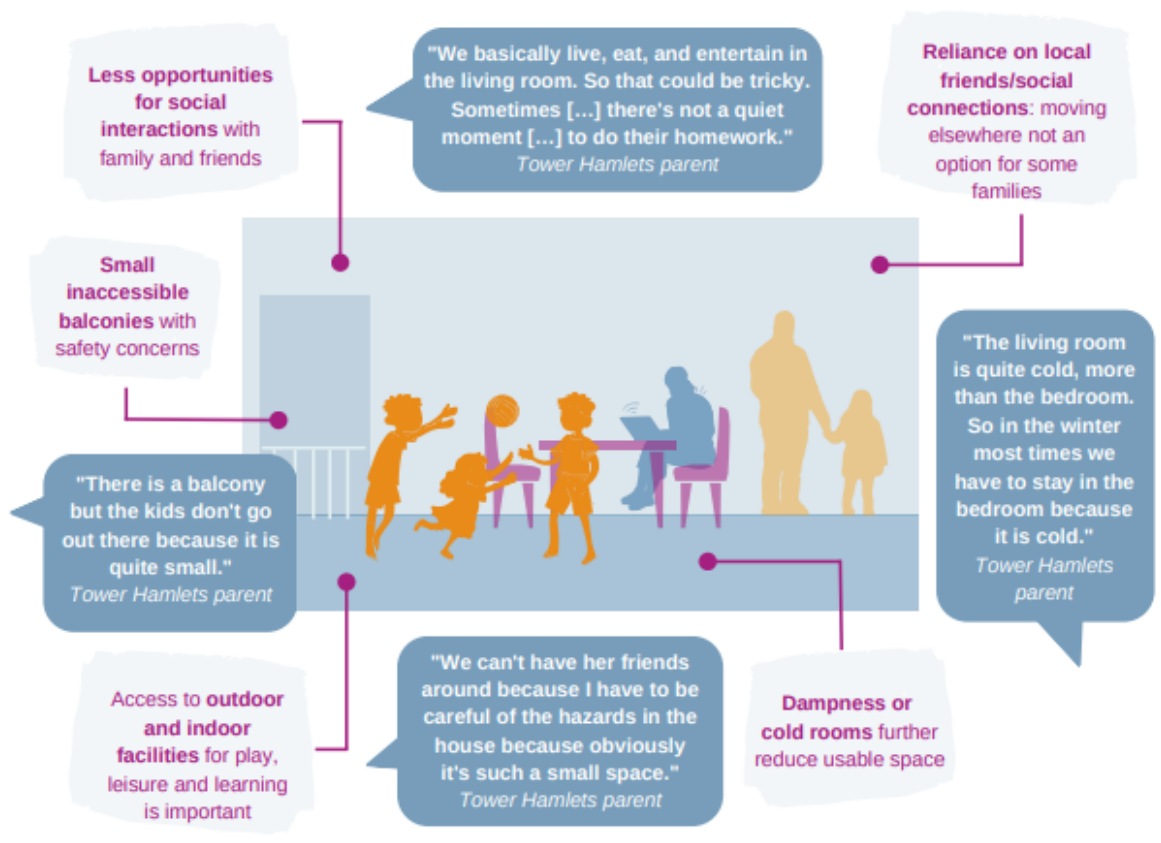 Less opportunities
for social
interactions with
family and friends
"We basically live, eat, and entertain in
the living room. So that could be tricky.
Sometimes [...] there's not a quiet
moment [...] to do their homework."
Tower Hamlets parent
Reliance on local
friends/social
connections: moving
elsewhere not an
option for some
families
Small
inaccessible
balconies with
safety concerns
"The living room
is quite cold, more
than the bedroom.
So in the winter
most times we
have to stay in the
bedroom because
it is cold."
Tower Hamlets
parent
"There is a balcony
but the kids don't go
out there because it is
quite small."
Tower Hamlets parent
Access to outdoor
and indoor
facilities for play,
leisure and learning
is important
"We can't have her friends
around because I have to be
careful of the hazards in the
house because obviously
it's such a small space."
Tower Hamlets parent
Dampness or
cold rooms further
reduce usable space